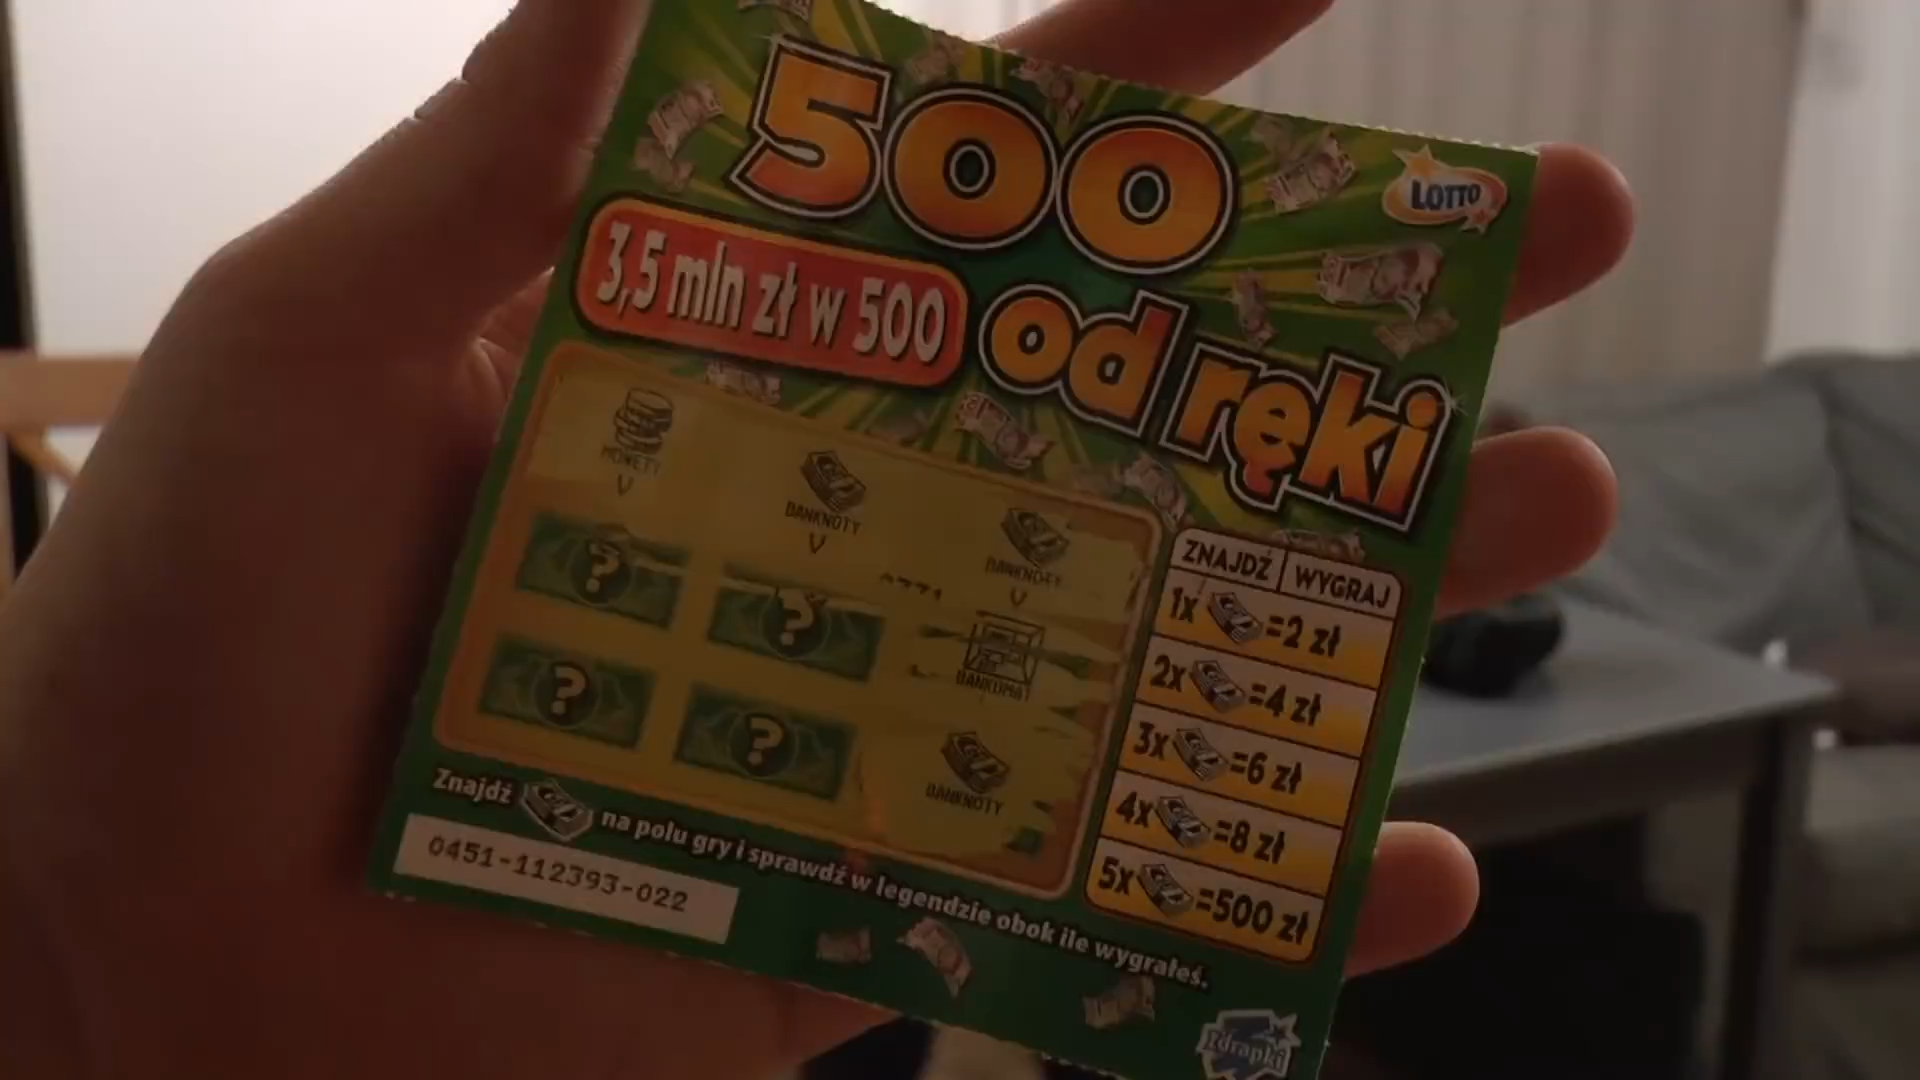 500
LOTTO
3,5 mln zł w 500
od ręki
MONETY
V
BANKNOTY
V
BANKNOTY
V
BANKOMAT
BANKNOTY
?
?
?
?
ZNAJDŹ WYGRAJ
1x =2 zł
2x =4 zł
3x =6 zł
4x =8 zł
5x =500 zł
Znajdź na polu gry i sprawdź w legendzie obok ile wygrałeś.
0451-112393-022
Zdrapki